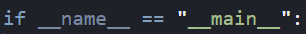 if __name__ == "__main__":